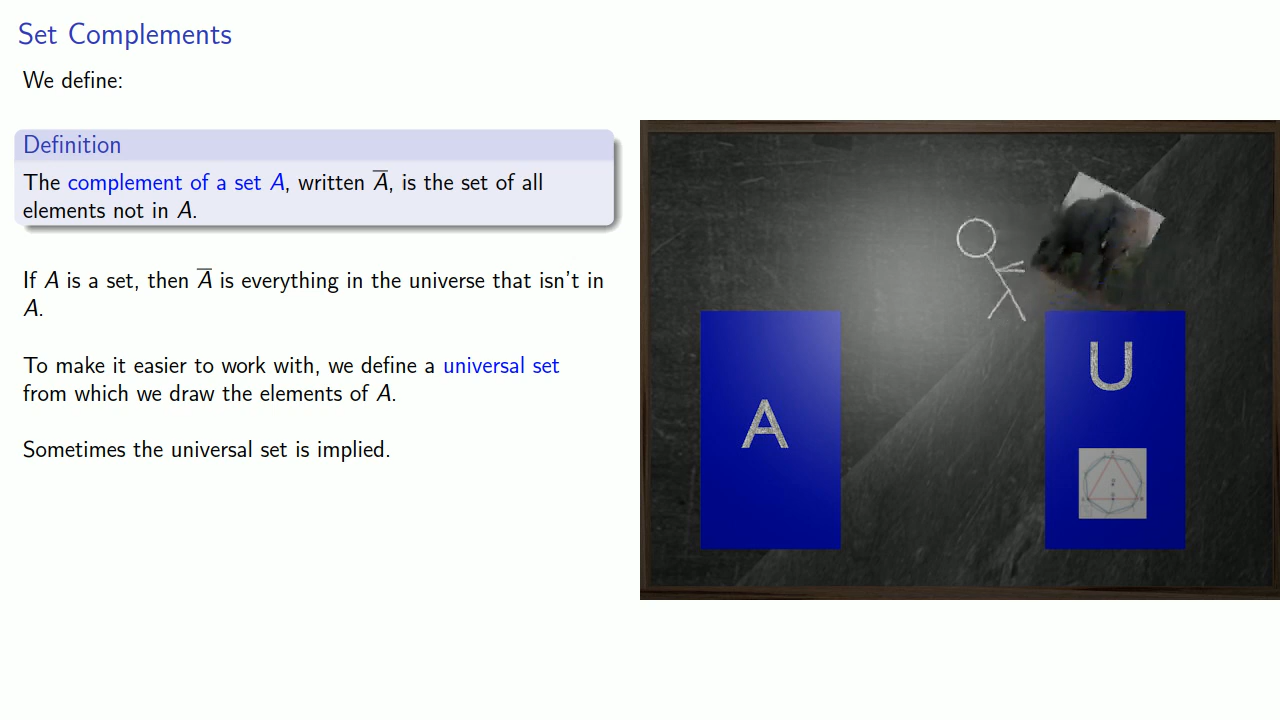 Set Complements
We define:
Definition
The complement of a set A, written A̅, is the set of all
elements not in A.
If A is a set, then A̅ is everything in the universe that isn't in
A.
To make it easier to work with, we define a universal set
from which we draw the elements of A.
Sometimes the universal set is implied.
A
U